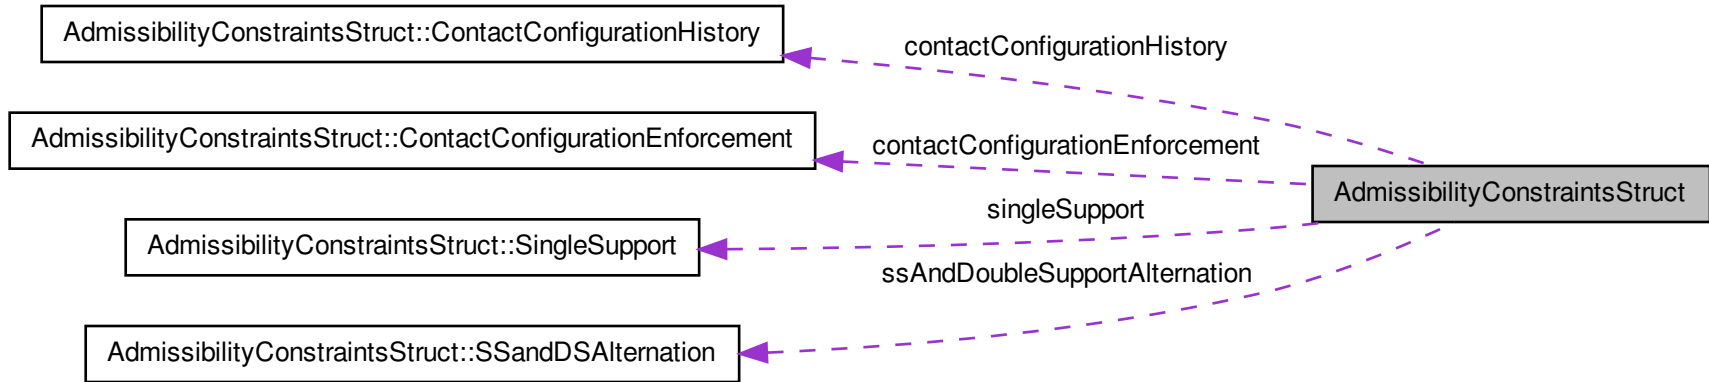 AdmissibilityConstraintsStruct::ContactConfigurationHistory
contactConfigurationHistory
AdmissibilityConstraintsStruct::ContactConfigurationEnforcement
contactConfigurationEnforcement
AdmissibilityConstraintsStruct
singleSupport
AdmissibilityConstraintsStruct::SingleSupport
ssAndDoubleSupportAlternation
AdmissibilityConstraintsStruct::SSandDSAlternation